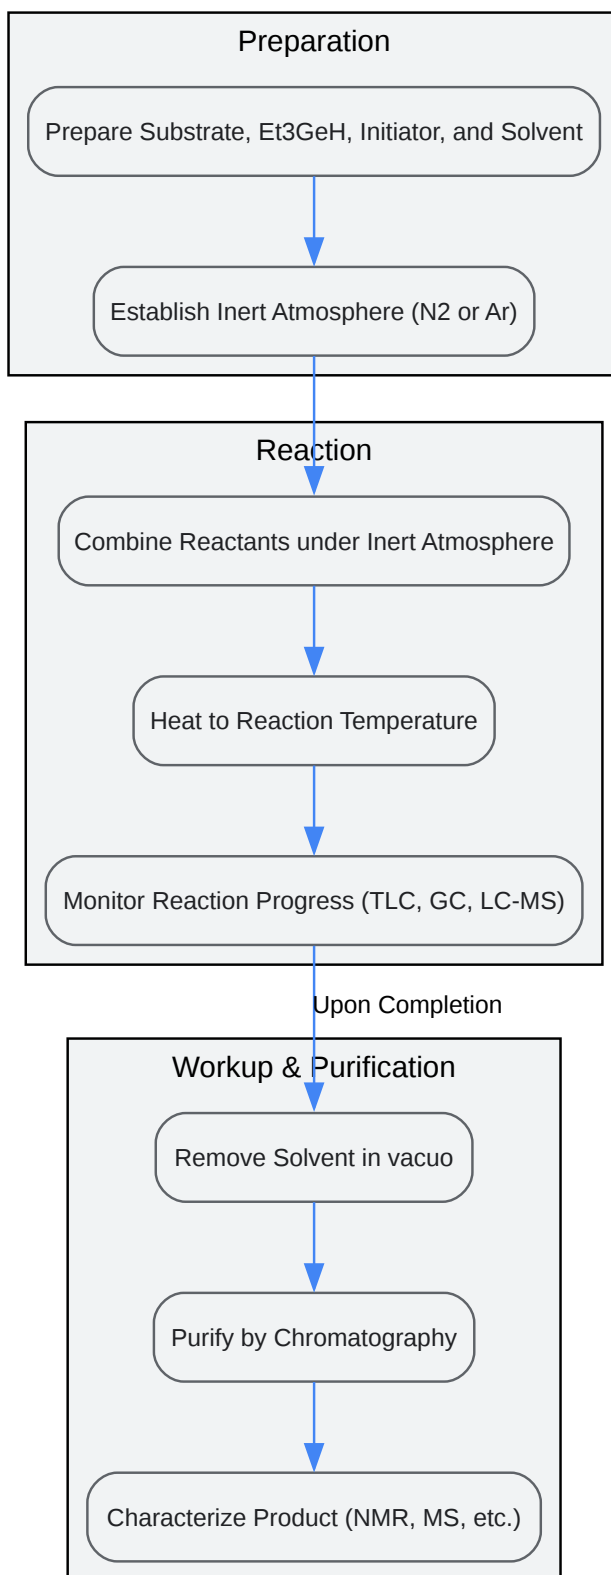 Preparation
Prepare Substrate, Et3GeH, Initiator, and Solvent
Establish Inert Atmosphere (N2 or Ar)
Reaction
Combine Reactants under Inert Atmosphere
Heat to Reaction Temperature
Monitor Reaction Progress (TLC, GC, LC-MS)
Upon Completion
Workup & Purification
Remove Solvent in vacuo
Purify by Chromatography
Characterize Product (NMR, MS, etc.)